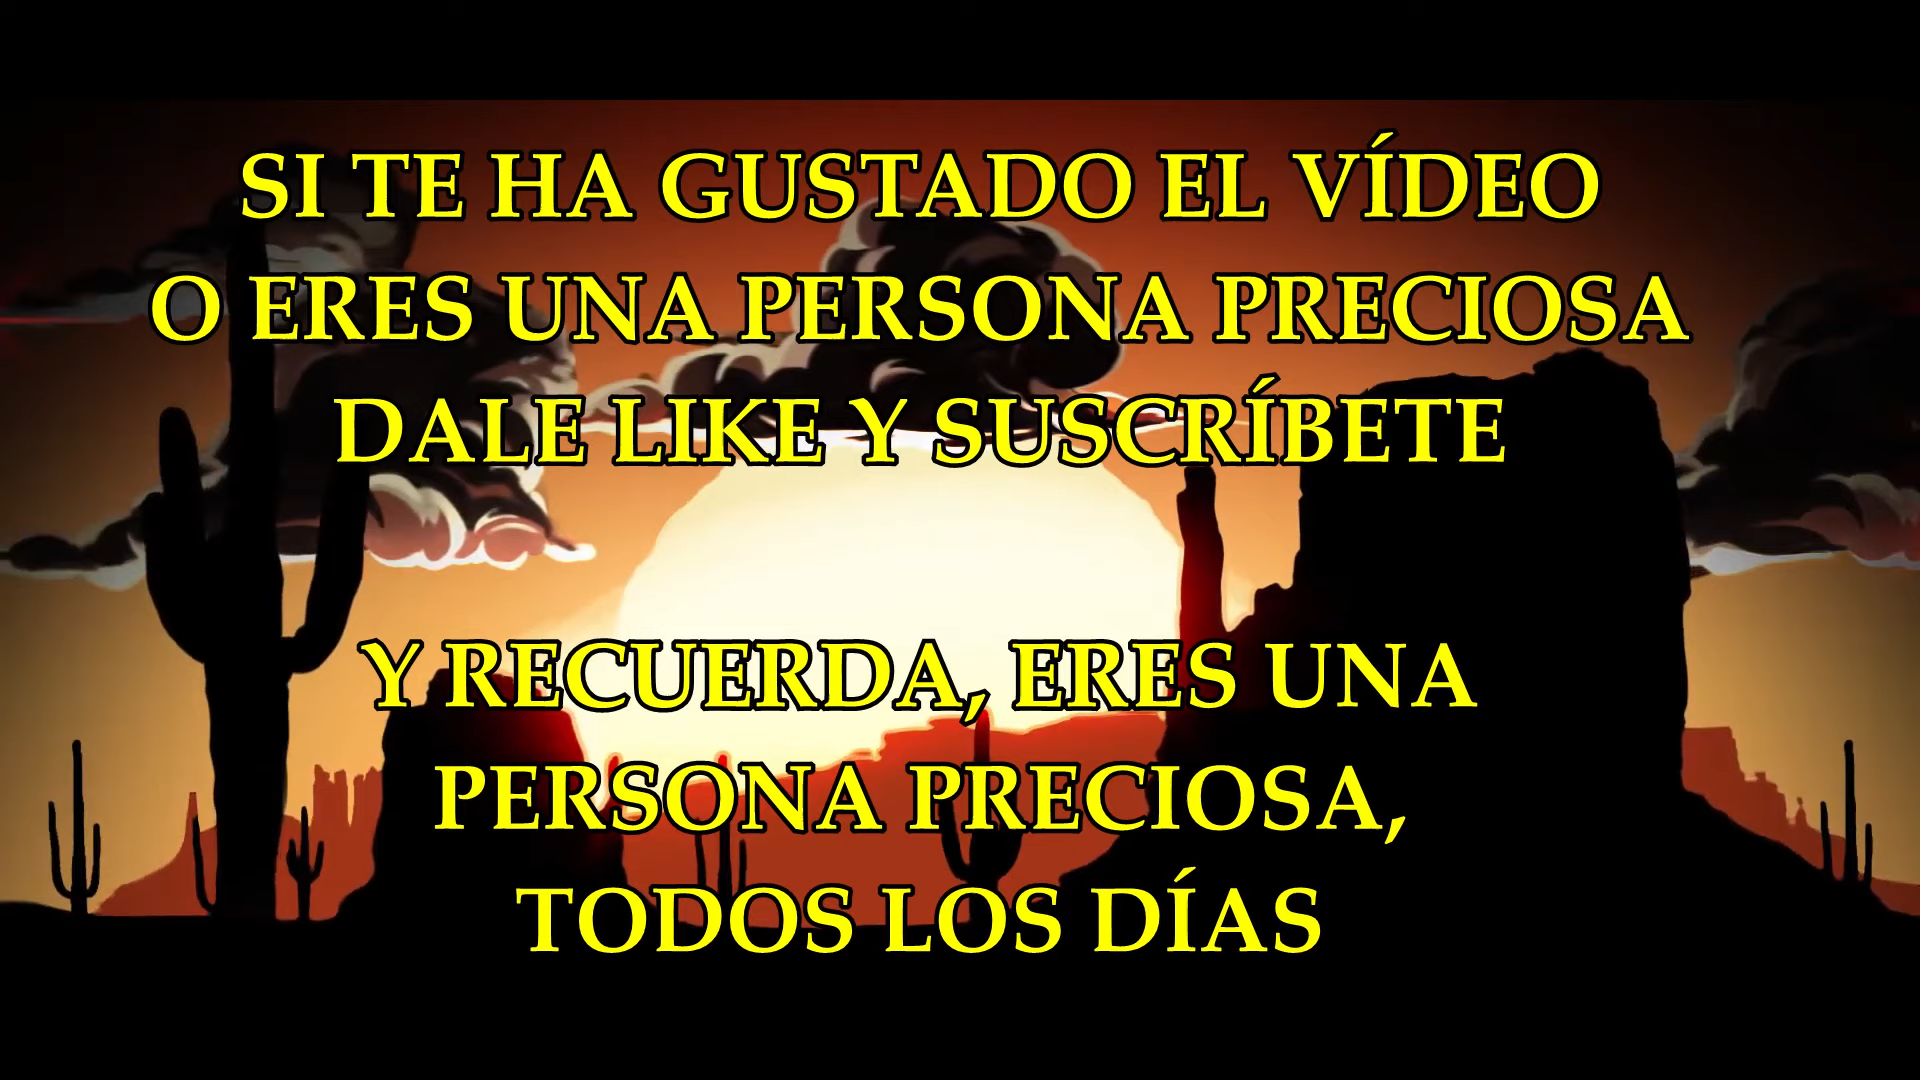 SI TE HA GUSTADO EL VÍDEO
O ERES UNA PERSONA PRECIOSA
DALE LIKE Y SUSCRÍBETE
Y RECUERDA, ERES UNA
PERSONA PRECIOSA,
TODOS LOS DÍAS